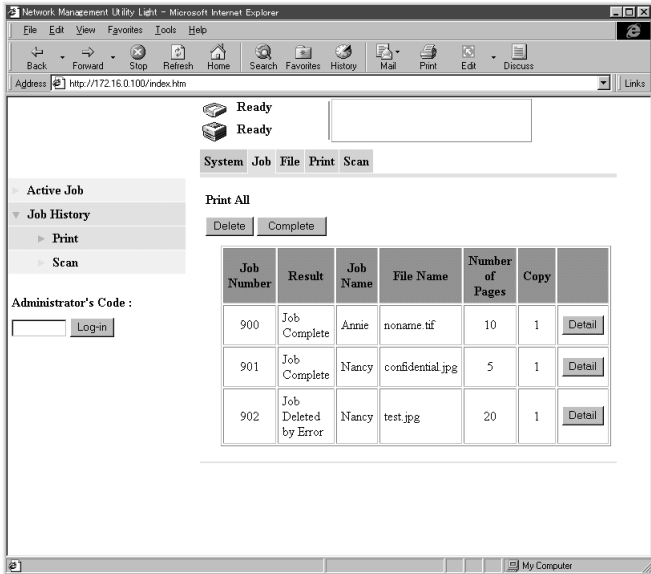 Network Management Utility Light - Microsoft Internet Explorer
File Edit View Favorites Tools Help
Back Forward Stop Refresh Home Search Favorites History Mail Print Edit Discuss
Address http://172.16.0.100/index.htm Links
Ready
Ready
System Job File Print Scan
Active Job
Job History
Print
Scan
Administrator's Code :
Log-in
Print All
Delete Complete
Job Number Result Job Name File Name Number of Pages Copy
900 Job Complete Annie noname.tif 10 1 Detail
901 Job Complete Nancy confidential.jpg 5 1 Detail
902 Job Deleted by Error Nancy test.jpg 20 1 Detail
My Computer